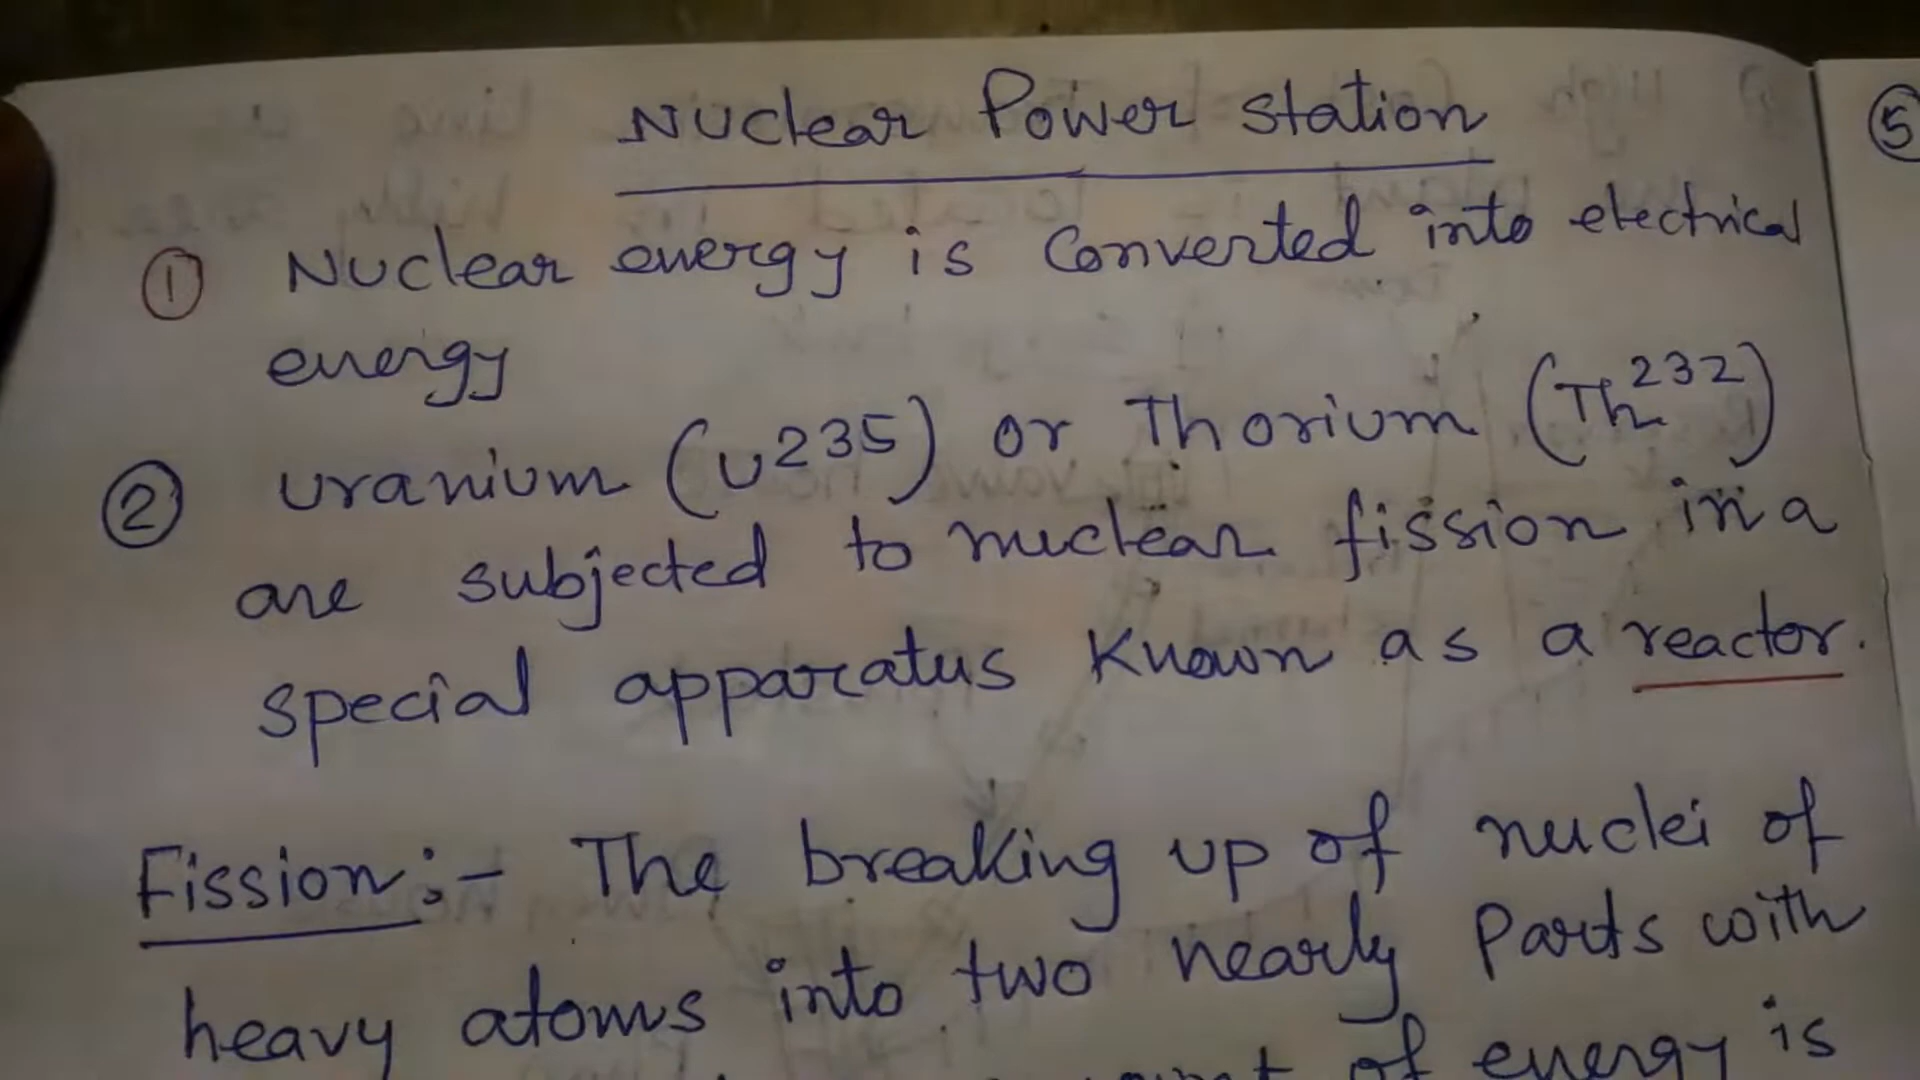 Nuclear Power Station
① Nuclear energy is Converted into electrical
energy
② uranium (U235) or Thorium (Th232)
are subjected to nuclear fission in a
special apparatus Known as a reactor.
Fission:- The breaking up of nuclei of
heavy atoms into two nearly Parts with
of energy is
⑤